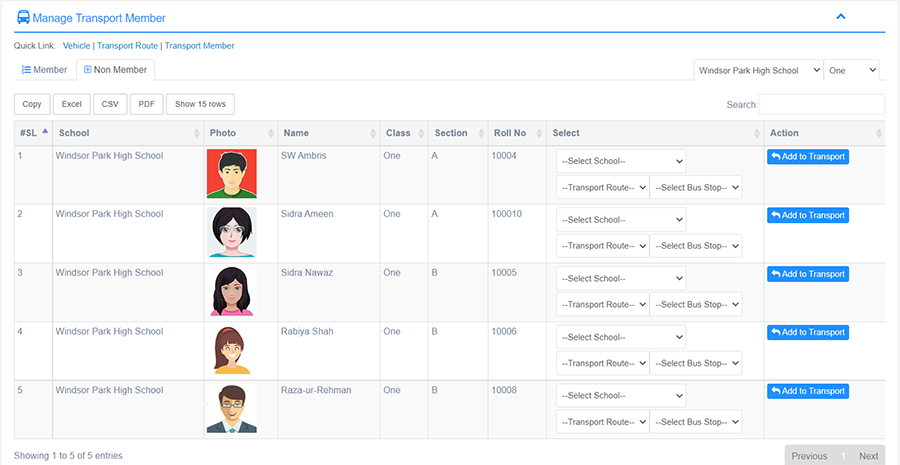 Manage Transport Member
Quick Link: Vehicle | Transport Route | Transport Member
Member Non Member Windsor Park High School One
Copy Excel CSV PDF Show 15 rows Search:
#SL School Photo Name Class Section Roll No Select Action
1 Windsor Park High School SW Ambris One A 10004 --Select School-- Add to Transport
--Transport Route-- --Select Bus Stop--
2 Windsor Park High School Sidra Ameen One A 100010 --Select School-- Add to Transport
--Transport Route-- --Select Bus Stop--
3 Windsor Park High School Sidra Nawaz One B 10005 --Select School-- Add to Transport
--Transport Route-- --Select Bus Stop--
4 Windsor Park High School Rabiya Shah One B 10006 --Select School-- Add to Transport
--Transport Route-- --Select Bus Stop--
5 Windsor Park High School Raza-ur-Rehman One B 10008 --Select School-- Add to Transport
--Transport Route-- --Select Bus Stop--
Showing 1 to 5 of 5 entries Previous 1 Next